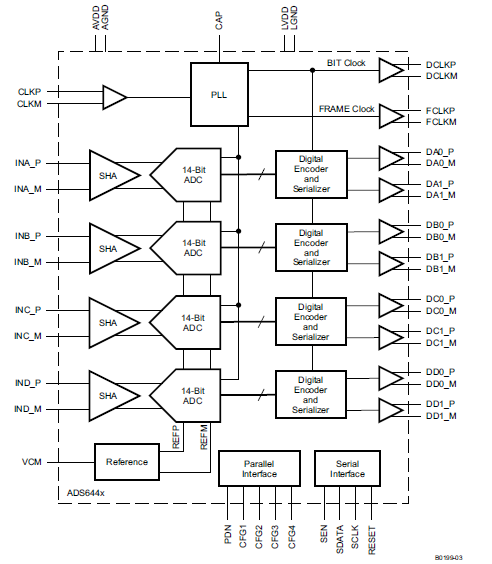 AVDD
AGND
CAP
LVDD
LGND
BIT Clock
DCLKP
DCLKM
CLKP
CLKM
PLL
FRAME Clock
FCLKP
FCLKM
INA_P
INA_M
SHA
14-Bit
ADC
Digital
Encoder
and
Serializer
DA0_P
DA0_M
DA1_P
DA1_M
INB_P
INB_M
SHA
14-Bit
ADC
Digital
Encoder
and
Serializer
DB0_P
DB0_M
DB1_P
DB1_M
INC_P
INC_M
SHA
14-Bit
ADC
Digital
Encoder
and
Serializer
DC0_P
DC0_M
DC1_P
DC1_M
IND_P
IND_M
SHA
14-Bit
ADC
Digital
Encoder
and
Serializer
DD0_P
DD0_M
DD1_P
DD1_M
REFP
REFM
VCM
Reference
Parallel
Interface
Serial
Interface
ADS644x
PDN
CFG1
CFG2
CFG3
CFG4
SEN
SDATA
SCLK
RESET
B0199-03